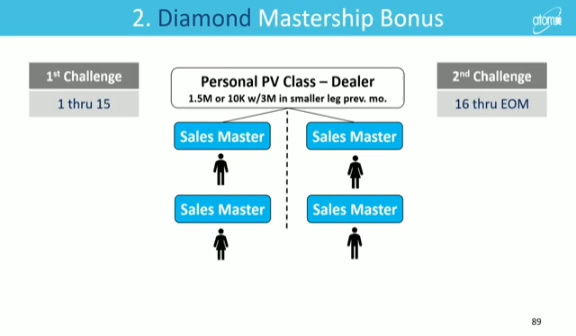 2. Diamond Mastership Bonus
atomy
1st Challenge
1 thru 15
Personal PV Class – Dealer
1.5M or 10K w/3M in smaller leg prev. mo.
2nd Challenge
16 thru EOM
Sales Master
Sales Master
Sales Master
Sales Master
89